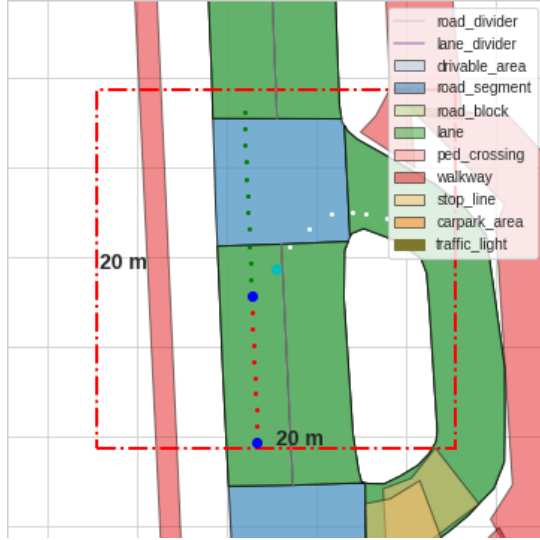 road_divider
lane_divider
drivable_area
road_segment
road_block
lane
ped_crossing
walkway
stop_line
carpark_area
traffic_light
20 m
20 m